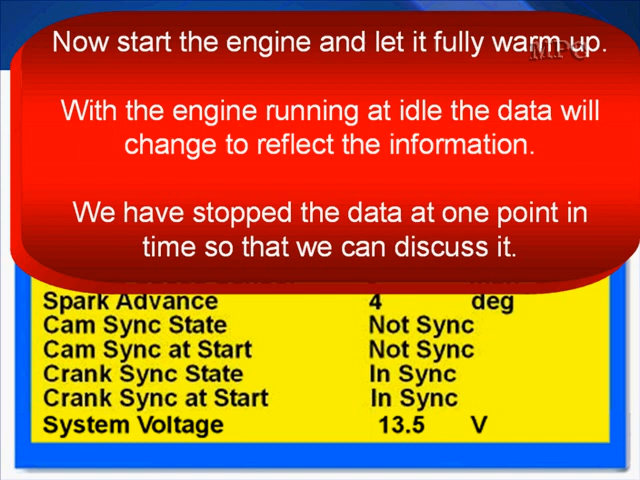 Now start the engine and let it fully warm up.
MPC
With the engine running at idle the data will
change to reflect the information.
We have stopped the data at one point in
time so that we can discuss it.
Spark Advance 4 deg
Cam Sync State Not Sync
Cam Sync at Start Not Sync
Crank Sync State In Sync
Crank Sync at Start In Sync
System Voltage 13.5 V